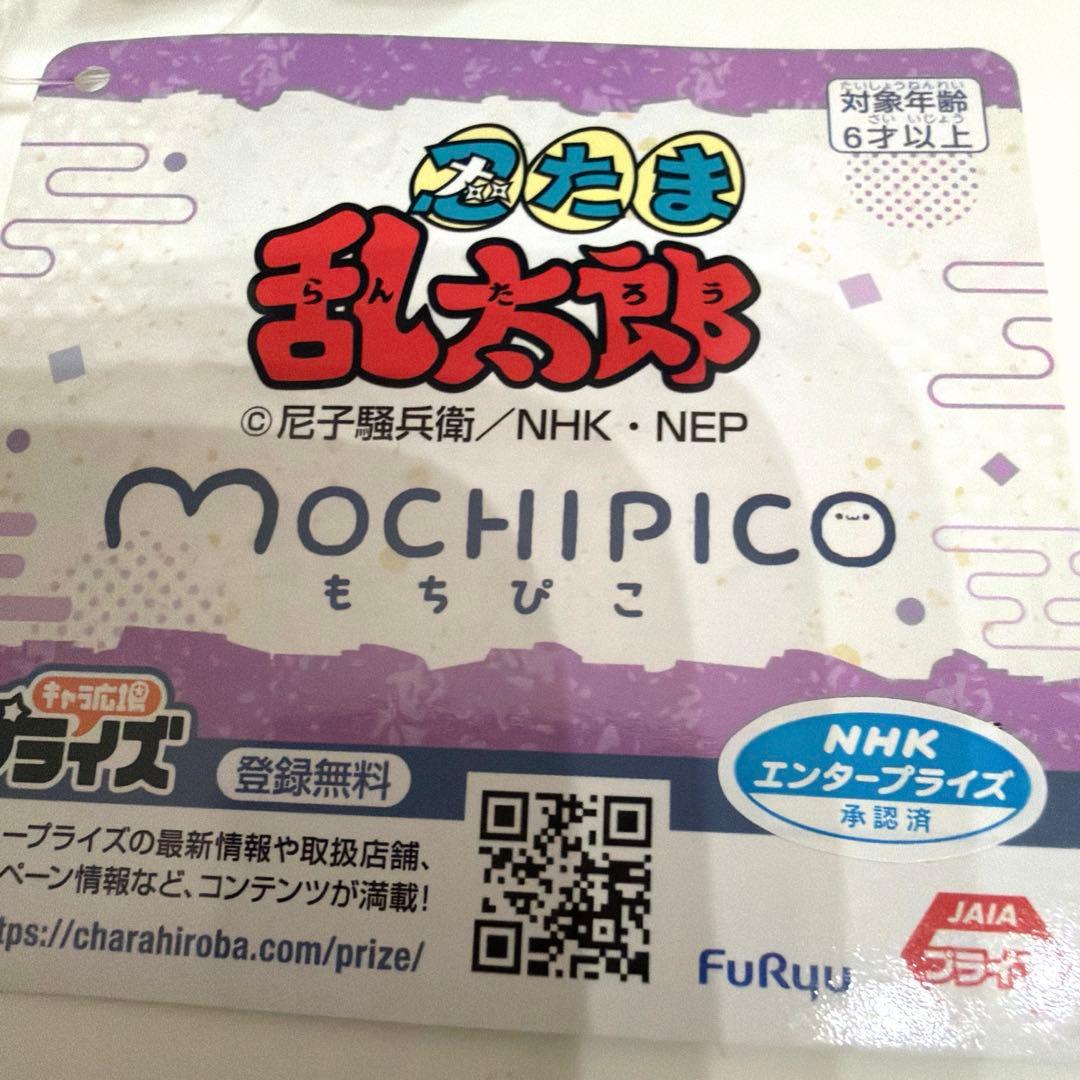 たいしょうねんれい
対象年齢
さい いじょう
6才以上
忍たま
乱太郎
らんたろう
©尼子騒兵衛/NHK・NEP
MOCHIPICO
もちぴこ
キャラ広場
プライズ
登録無料
ープライズの最新情報や取扱店舗、
ペーン情報など、コンテンツが満載!
tps://charahiroba.com/prize/
NHK
エンタープライズ
承認済
FuRyu
JAIA
プライ